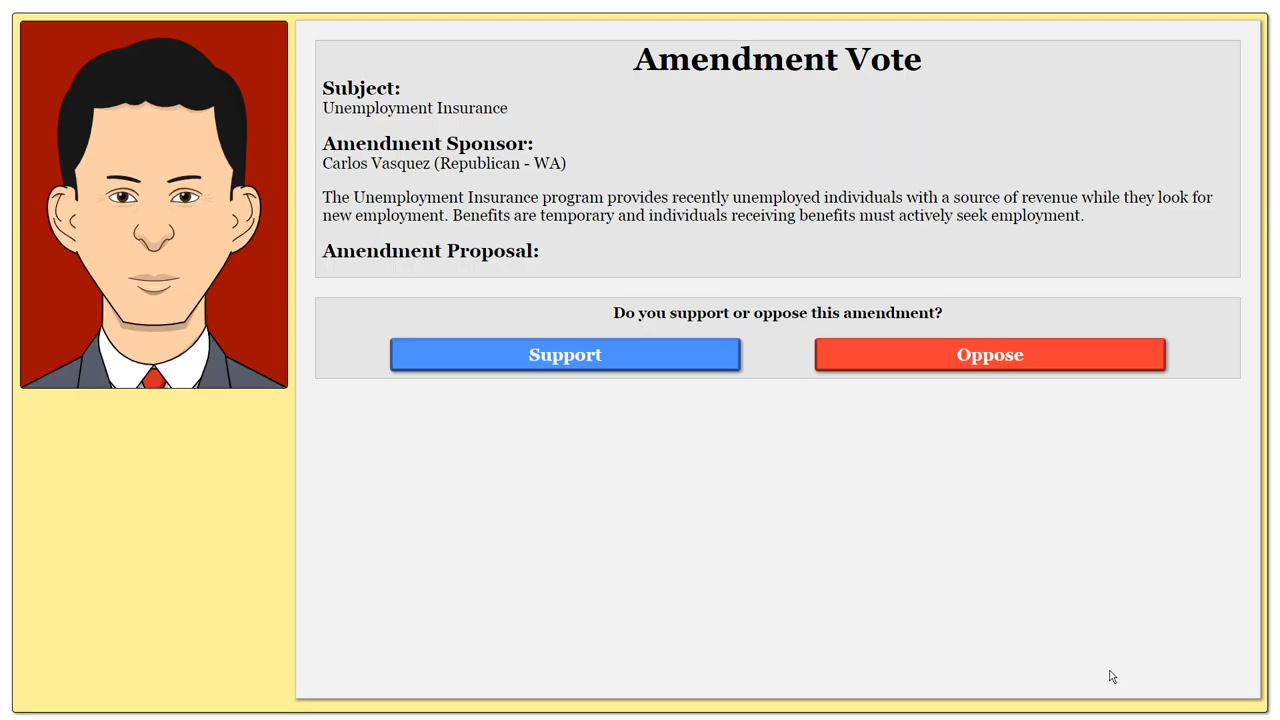 Amendment Vote
Subject:
Unemployment Insurance
Amendment Sponsor:
Carlos Vasquez (Republican - WA)
The Unemployment Insurance program provides recently unemployed individuals with a source of revenue while they look for
new employment. Benefits are temporary and individuals receiving benefits must actively seek employment.
Amendment Proposal:
Do you support or oppose this amendment?
Support
Oppose